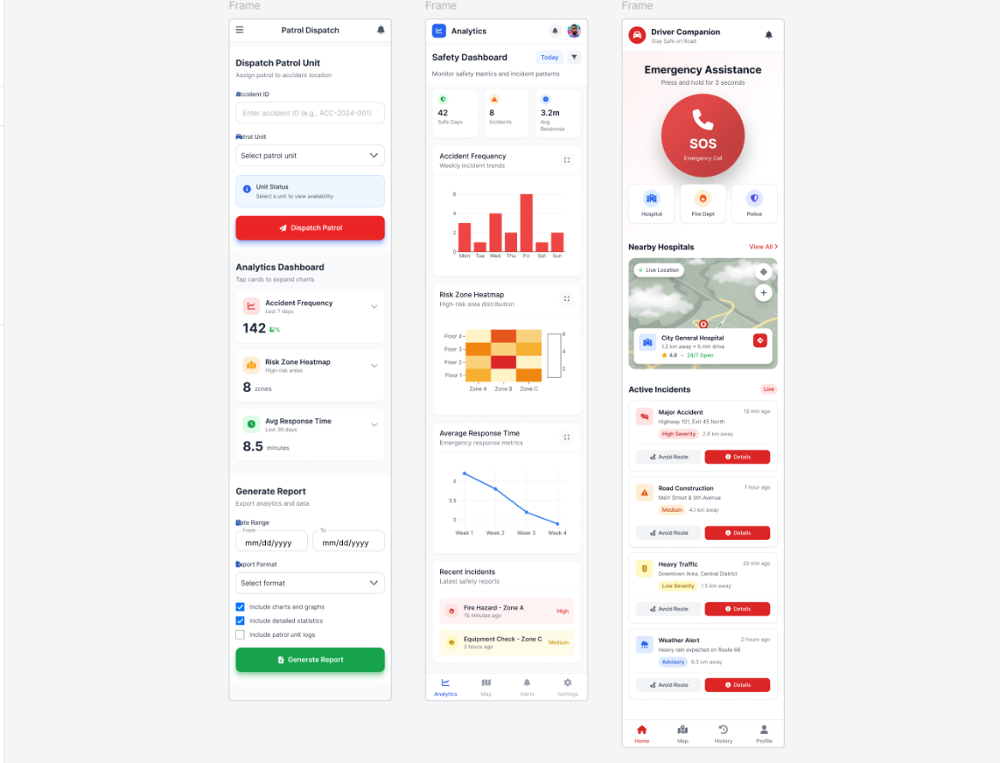 Frame
Patrol Dispatch
Dispatch Patrol Unit
Assign patrol to accident location
Accident ID
Enter accident ID (e.g., ACC-2024-001)
Patrol Unit
Select patrol unit
Unit Status
Select a unit to view availability
Dispatch Patrol
Analytics Dashboard
Tap cards to expand charts
Accident Frequency
Last 7 days
142
Risk Zone Heatmap
High-risk areas
8 zones
Avg Response Time
Last 30 days
8.5 minutes
Generate Report
Export analytics and data
Date Range
From
mm/dd/yyyy
To
mm/dd/yyyy
Export Format
Select format
Include charts and graphs
Include detailed statistics
Include patrol unit logs
Generate Report
Frame
Analytics
Safety Dashboard
Today
Monitor safety metrics and incident patterns
42
Safe Days
8
Incidents
3.2m
Avg
Response
Accident Frequency
Weekly incident trends
6
4
2
0
Mon Tue Wed Thu Fri Sat Sun
Risk Zone Heatmap
High-risk area distribution
Floor 4
Floor 3
Floor 2
Floor 1
Zone A Zone B Zone C
6
4
2
Average Response Time
Emergency response metrics
4
3.5
3
Week 1 Week 2 Week 3 Week 4
Recent Incidents
Latest safety reports
Fire Hazard - Zone A
15 minutes ago
High
Equipment Check - Zone C
2 hours ago
Medium
Analytics Map Alerts Settings
Frame
Driver Companion
Stay Safe on Road
Emergency Assistance
Press and hold for 3 seconds
SOS
Emergency Call
Hospital
Fire Dept
Police
Nearby Hospitals
View All
Live Location
City General Hospital
1.2 km away • 5 min drive
4.8 • 24/7 Open
Active Incidents
Live
Major Accident
12 min ago
Highway 101, Exit 45 North
High Severity 2.8 km away
Avoid Route
Details
Road Construction
1 hour ago
Main Street & 5th Avenue
Medium 4.1 km away
Avoid Route
Details
Heavy Traffic
35 min ago
Downtown Area, Central District
Low Severity 1.5 km away
Avoid Route
Details
Weather Alert
2 hours ago
Heavy rain expected on Route 66
Advisory 6.3 km away
Avoid Route
Details
Home Map History Profile